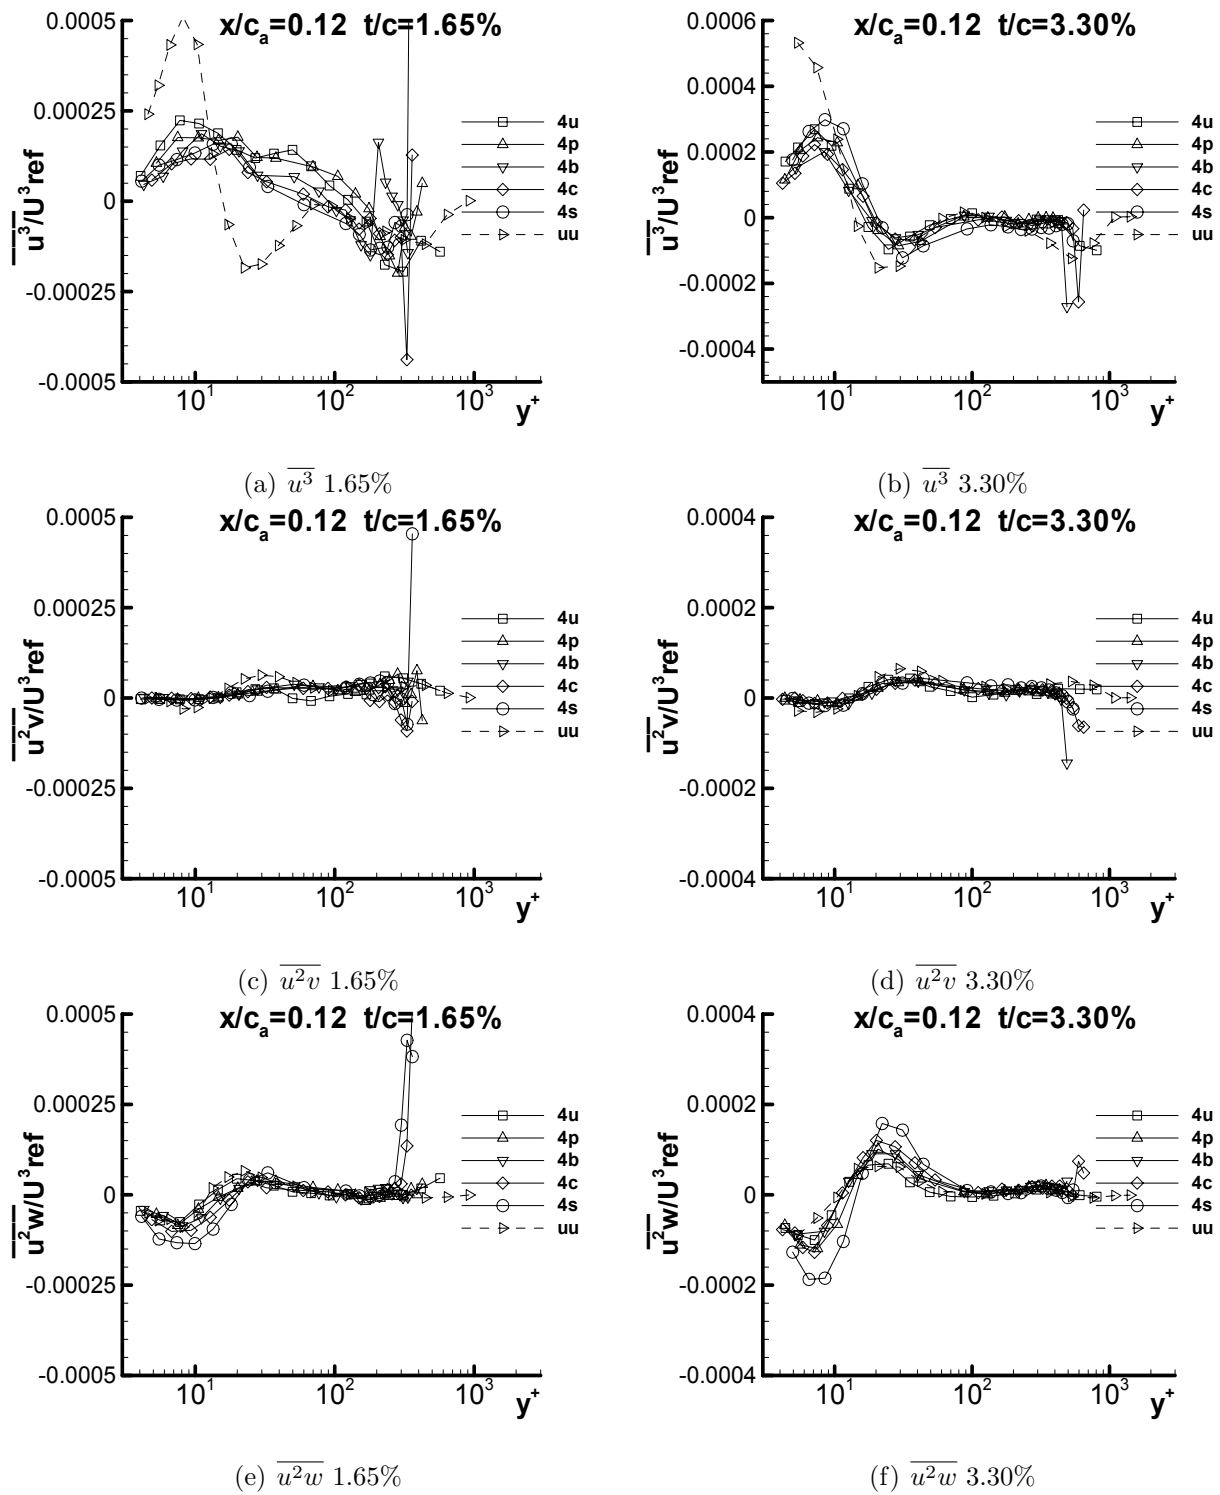 x/cₐ=0.12 t/c=1.65%
0.0005
0.00025
0
-0.00025
-0.0005
u³/U³ref
10¹ 10² 10³
y⁺
4u
4p
4b
4c
4s
uu
(a) u³ 1.65%
x/cₐ=0.12 t/c=3.30%
0.0006
0.0004
0.0002
0
-0.0002
-0.0004
u³/U³ref
10¹ 10² 10³
y⁺
4u
4p
4b
4c
4s
uu
(b) u³ 3.30%
x/cₐ=0.12 t/c=1.65%
0.0005
0.00025
0
-0.00025
-0.0005
u²v/U³ref
10¹ 10² 10³
y⁺
4u
4p
4b
4c
4s
uu
(c) u²v 1.65%
x/cₐ=0.12 t/c=3.30%
0.0004
0.0002
0
-0.0002
-0.0004
u²v/U³ref
10¹ 10² 10³
y⁺
4u
4p
4b
4c
4s
uu
(d) u²v 3.30%
x/cₐ=0.12 t/c=1.65%
0.0005
0.00025
0
-0.00025
-0.0005
u²w/U³ref
10¹ 10² 10³
y⁺
4u
4p
4b
4c
4s
uu
(e) u²w 1.65%
x/cₐ=0.12 t/c=3.30%
0.0004
0.0002
0
-0.0002
-0.0004
u²w/U³ref
10¹ 10² 10³
y⁺
4u
4p
4b
4c
4s
uu
(f) u²w 3.30%